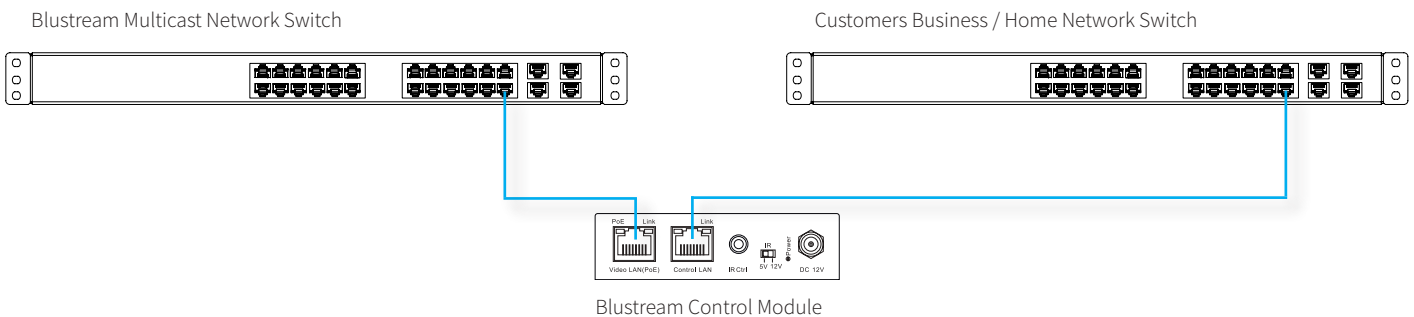 Blustream Multicast Network Switch
Customers Business / Home Network Switch
PoE Link
Link
IR
Power
5V 12V
Video LAN(PoE)
Control LAN
IR Ctrl
DC 12V
Blustream Control Module